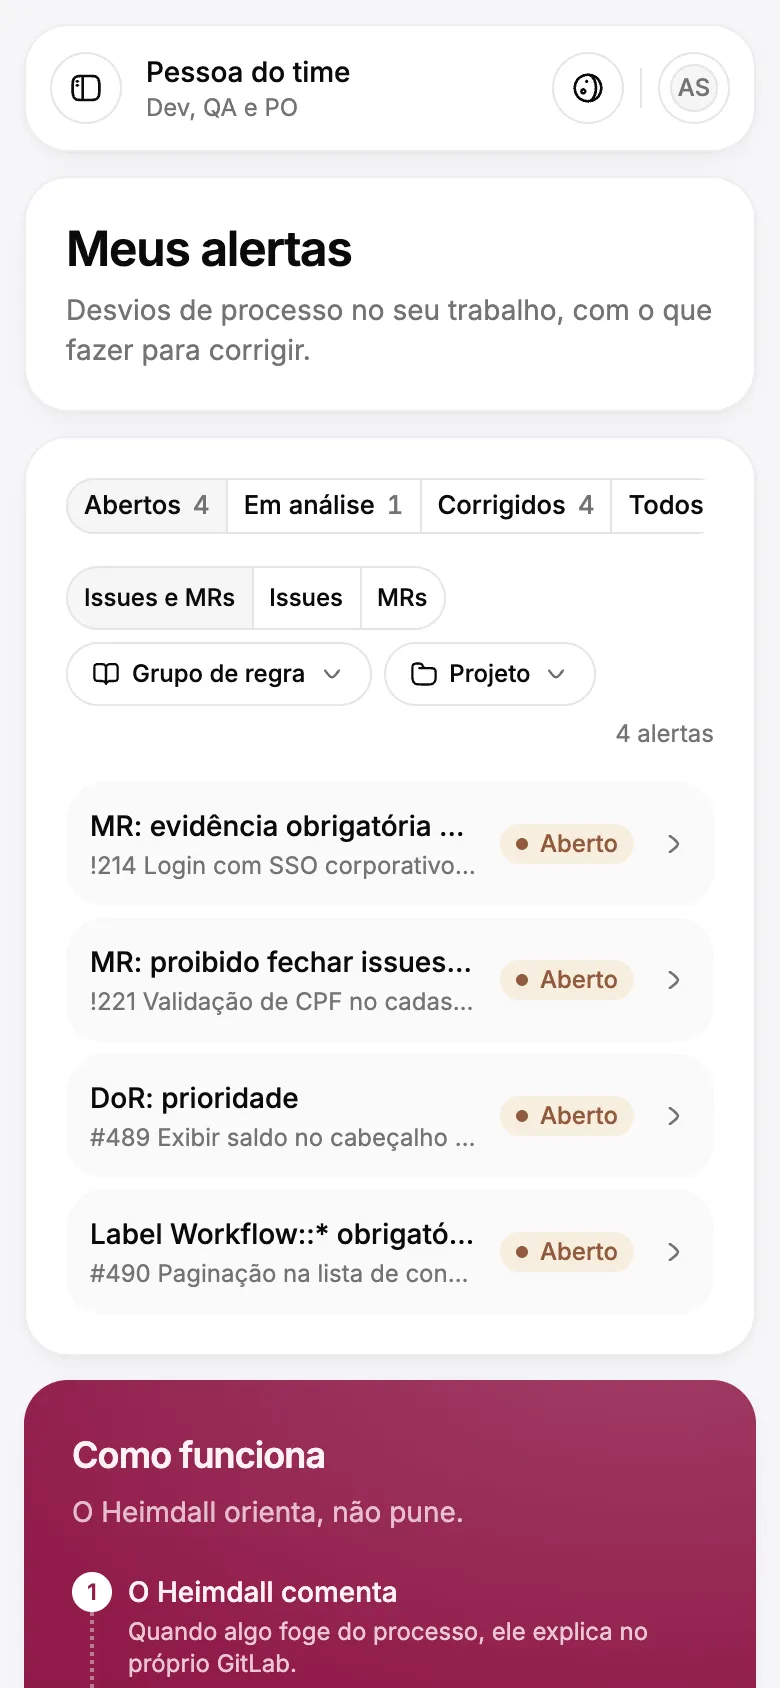 Pessoa do time
Dev, QA e PO
AS
Meus alertas
Desvios de processo no seu trabalho, com o que
fazer para corrigir.
Abertos 4
Em análise 1
Corrigidos 4
Todos
Issues e MRs
Issues
MRs
Grupo de regra
Projeto
4 alertas
MR: evidência obrigatória ...
!214 Login com SSO corporativo...
Aberto
MR: proibido fechar issues...
!221 Validação de CPF no cadas...
Aberto
DoR: prioridade
#489 Exibir saldo no cabeçalho ...
Aberto
Label Workflow::* obrigató...
#490 Paginação na lista de con...
Aberto
Como funciona
O Heimdall orienta, não pune.
1
O Heimdall comenta
Quando algo foge do processo, ele explica no
próprio GitLab.